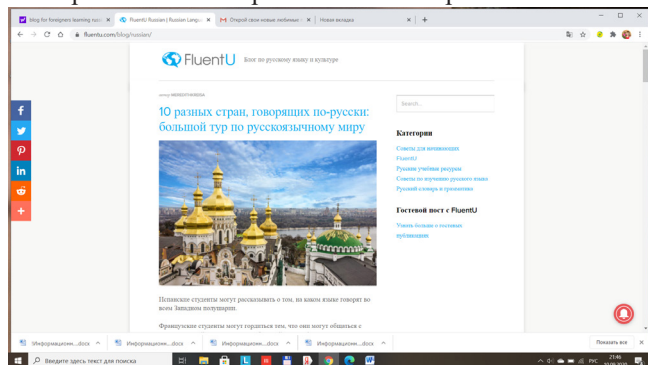 blog for foreigners learning russ
FluentU Russian | Russian Langu
Открой свои новые любимые
Новая вкладка
fluentu.com/blog/russian/
FluentU Блог по русскому языку и культуре
10 разных стран, говорящих по-русски:
большой тур по русскоязычному миру
Search...
Категории
Советы для начинающих
FluentU
Русские учебные ресурсы
Советы по изучению русского языка
Русский словарь и грамматика
Гостевой пост с FluentU
Узнать больше о гостевых
публикациях
Испанские студенты могут рассказывать о том, на каком языке говорят во
всем Западном полушарии.
Французские студенты могут гордиться тем, что они могут общаться с
Информационн....docx
Информационн....docx
Информационн....docx
Информационн....docx
Показать все
Введите здесь текст для поиска
РУС
21:46